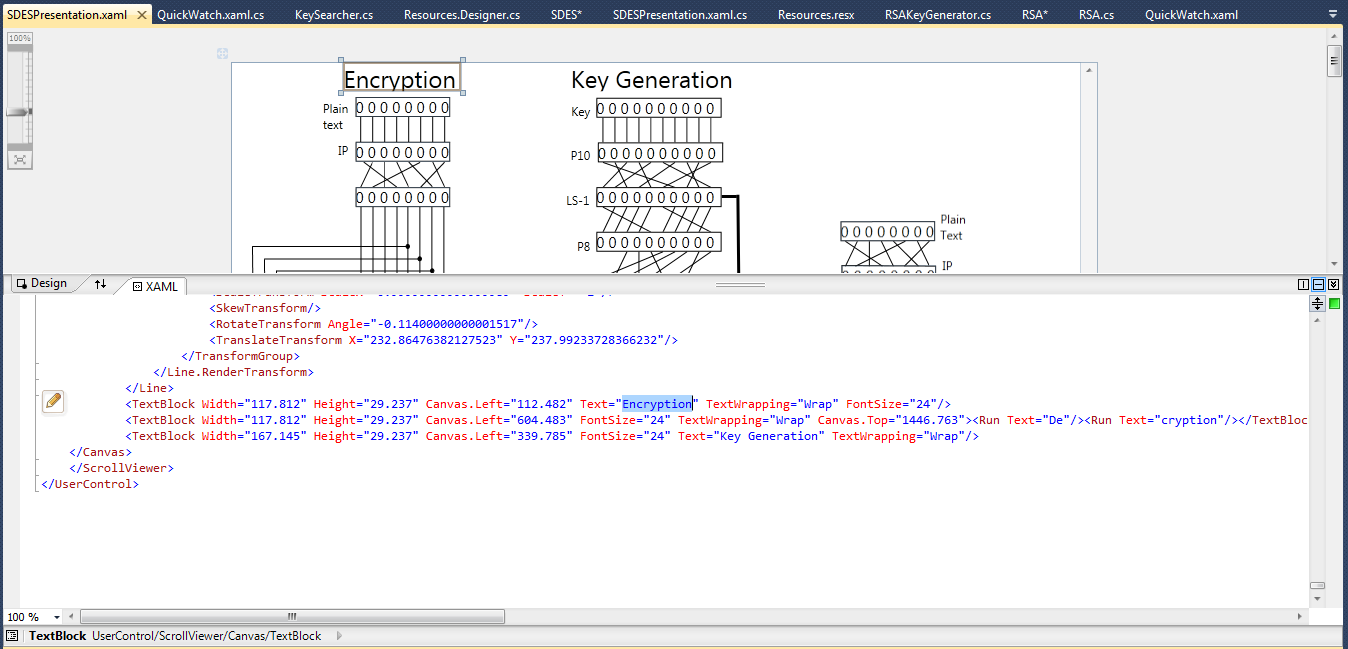 SDESPresentation.xaml QuickWatch.xaml.cs KeySearcher.cs Resources.Designer.cs SDES* SDESPresentation.xaml.cs Resources.resx RSAKeyGenerator.cs RSA* RSA.cs QuickWatch.xaml
100%
Encryption Key Generation
Plain text 0 0 0 0 0 0 0 0 Key 0 0 0 0 0 0 0 0 0 0
IP 0 0 0 0 0 0 0 0 P10 0 0 0 0 0 0 0 0 0 0
0 0 0 0 0 0 0 0 LS-1 0 0 0 0 0 0 0 0 0 0
0 0 0 0 0 0 0 0 Plain Text
P8 0 0 0 0 0 0 0 0 0 0
IP
Design XAML
<SkewTransform/>
<RotateTransform Angle="-0.11400000000001517"/>
<TranslateTransform X="232.86476382127523" Y="237.99233728366232"/>
</TransformGroup>
</Line.RenderTransform>
</Line>
<TextBlock Width="117.812" Height="29.237" Canvas.Left="112.482" Text="Encryption" TextWrapping="Wrap" FontSize="24"/>
<TextBlock Width="117.812" Height="29.237" Canvas.Left="604.483" FontSize="24" TextWrapping="Wrap" Canvas.Top="1446.763"><Run Text="De"/><Run Text="cryption"/></TextBloc
<TextBlock Width="167.145" Height="29.237" Canvas.Left="339.785" FontSize="24" Text="Key Generation" TextWrapping="Wrap"/>
</Canvas>
</ScrollViewer>
</UserControl>
100 %
TextBlock UserControl/ScrollViewer/Canvas/TextBlock